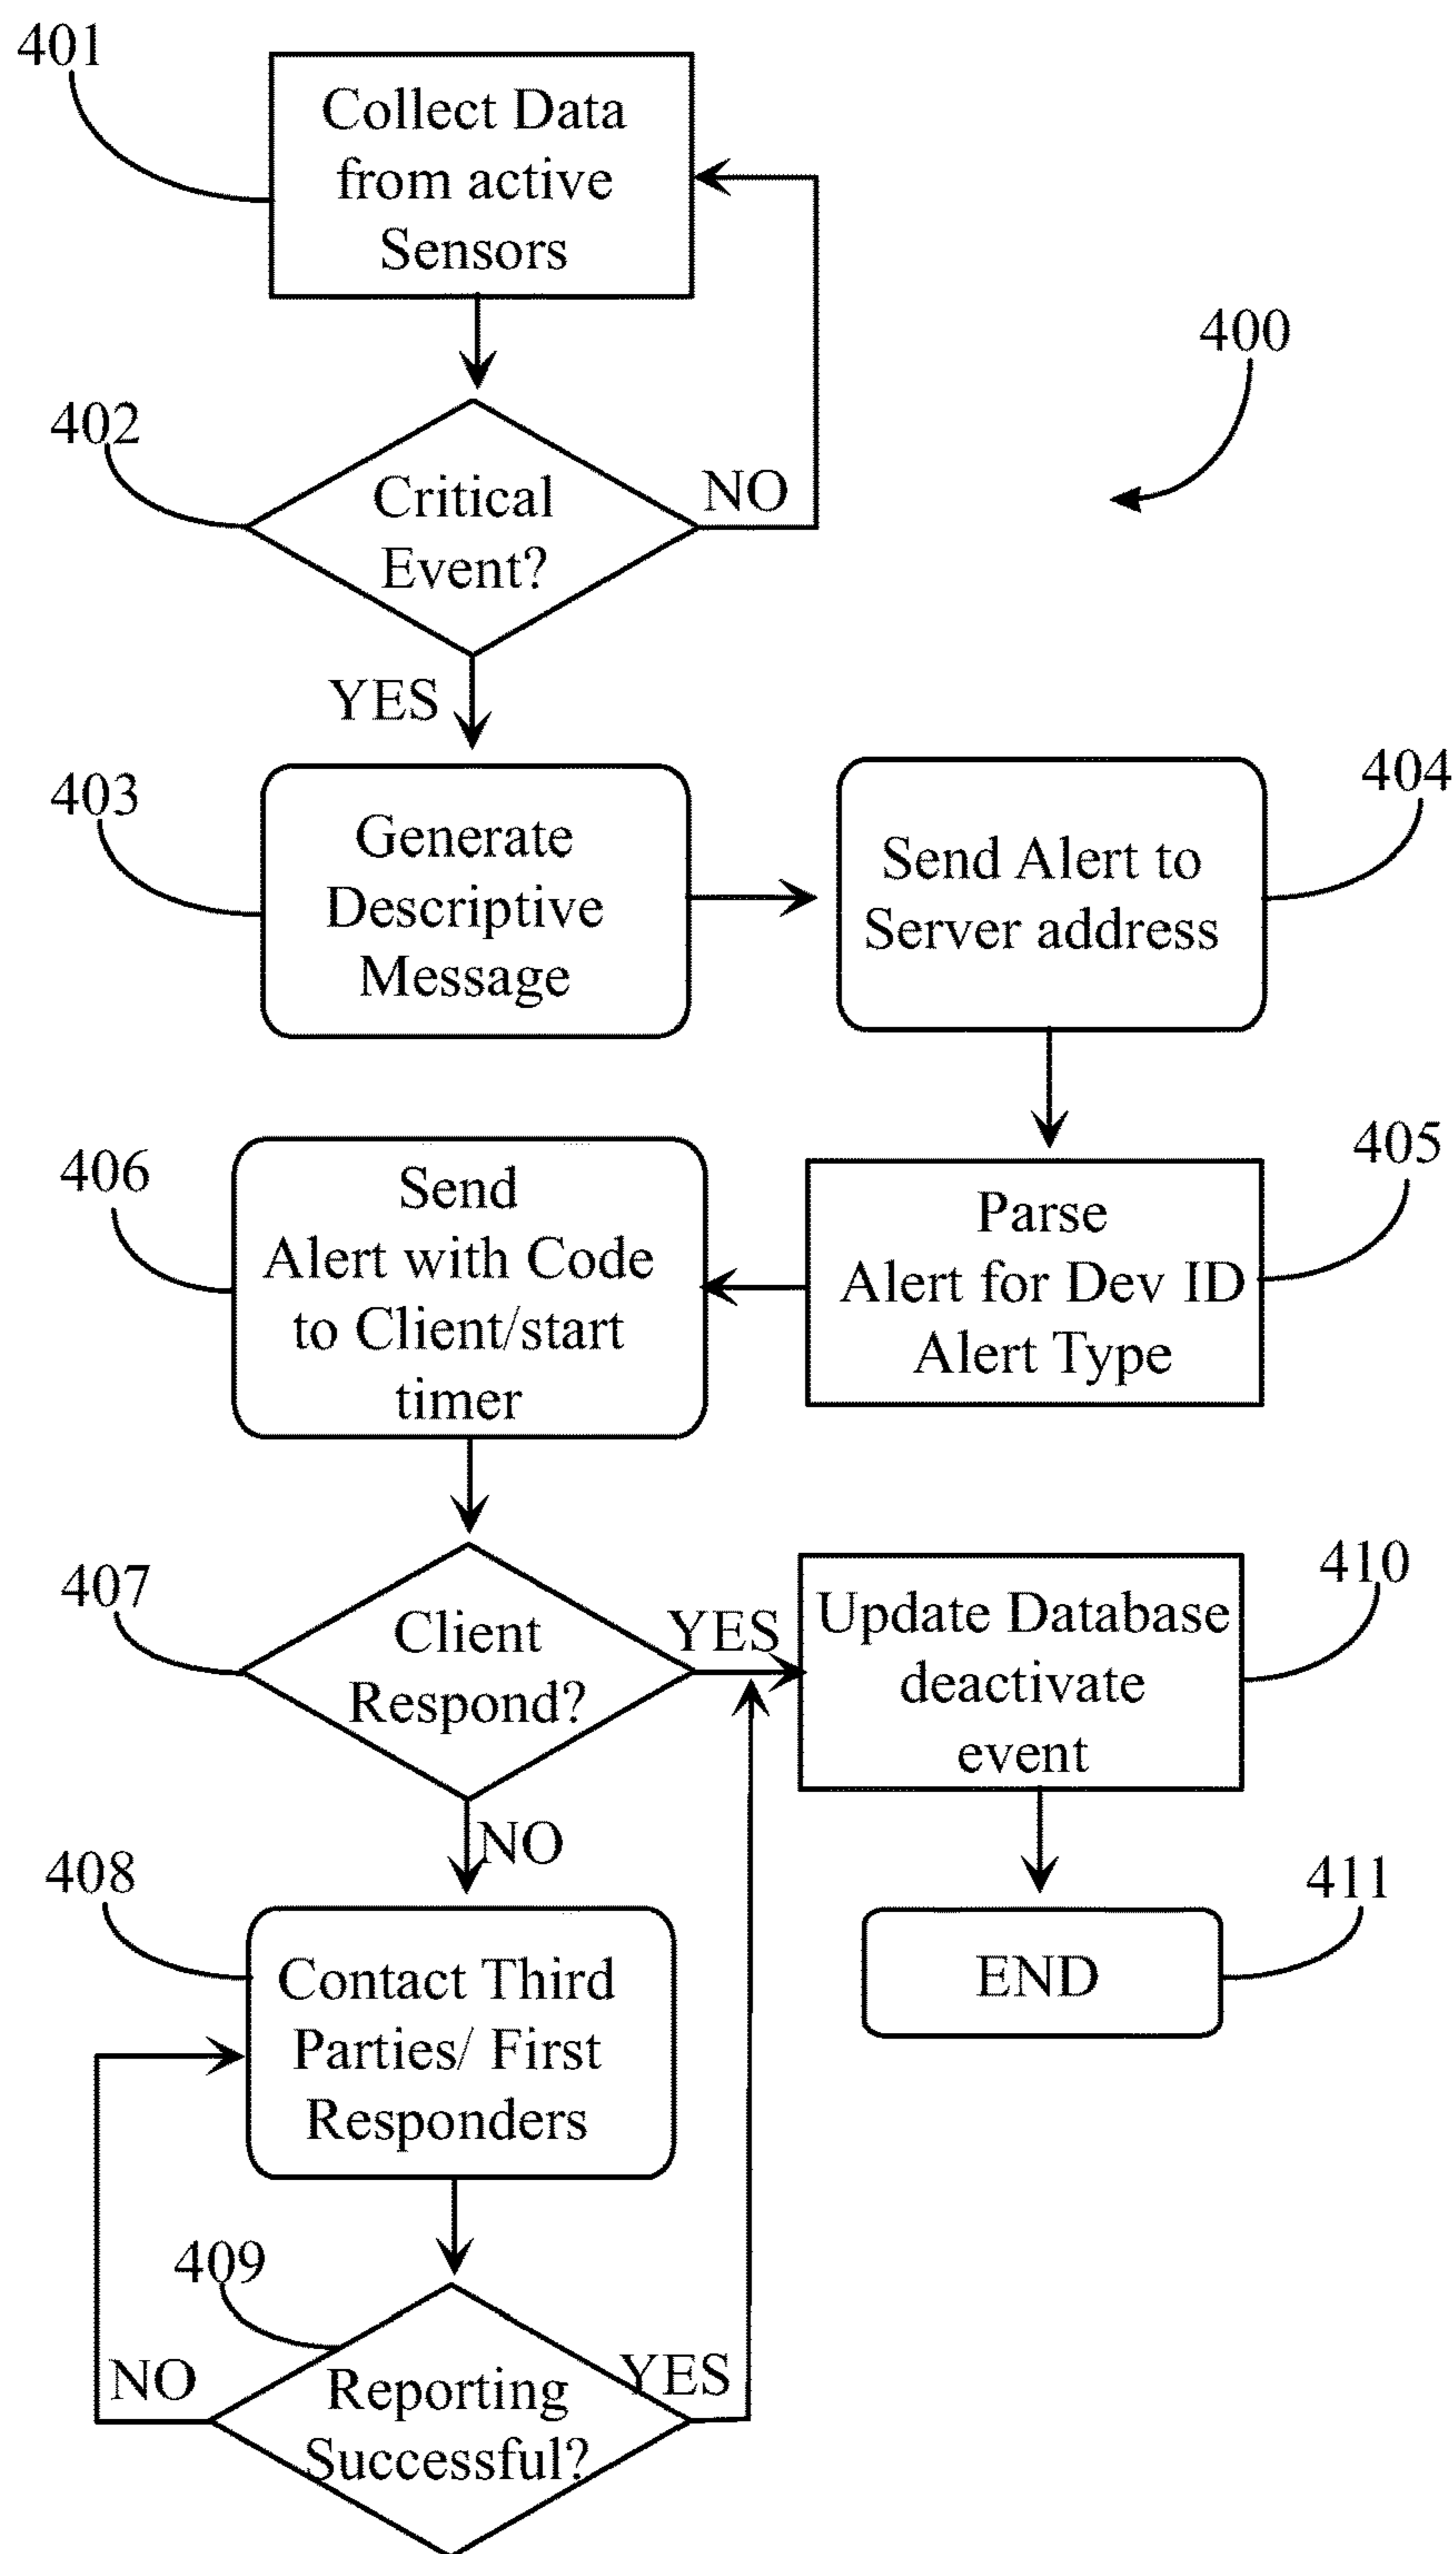 401
Collect Data
from active
Sensors
400
402
Critical
Event?
NO
YES
403
Generate
Descriptive
Message
404
Send Alert to
Server address
406
Send
Alert with Code
to Client/start
timer
405
Parse
Alert for Dev ID
Alert Type
407
Client
Respond?
YES
NO
410
Update Database
deactivate
event
408
Contact Third
Parties/ First
Responders
411
END
409
Reporting
Successful?
NO
YES